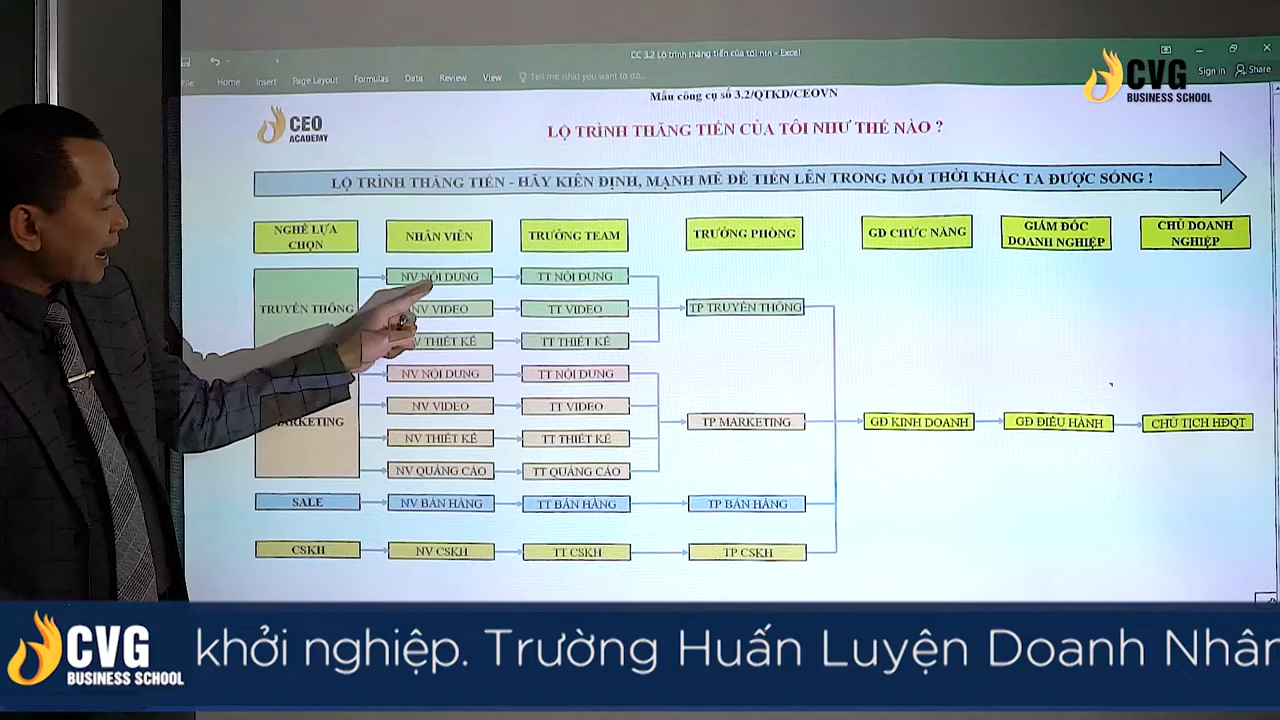 CC 3.2 Lộ trình thăng tiến của tôi ntn - Excel
File Home Insert Page Layout Formulas Data Review View Tell me what you want to do... Sign in Share
CVG
BUSINESS SCHOOL
Mẫu công cụ số 3.2/QTKD/CEOVN
CEO
ACADEMY
LỘ TRÌNH THĂNG TIẾN CỦA TÔI NHƯ THẾ NÀO ?
LỘ TRÌNH THĂNG TIẾN - HÃY KIÊN ĐỊNH, MẠNH MẼ ĐỂ TIẾN LÊN TRONG MỖI THỜI KHẮC TA ĐƯỢC SỐNG !
NGHỀ LỰA
CHỌN
NHÂN VIÊN
TRƯỞNG TEAM
TRƯỞNG PHÒNG
GĐ CHỨC NĂNG
GIÁM ĐỐC
DOANH NGHIỆP
CHỦ DOANH
NGHIỆP
NV NỘI DUNG TT NỘI DUNG
TRUYỀN THÔNG NV VIDEO TT VIDEO TP TRUYỀN THÔNG
THIẾT KẾ TT THIẾT KẾ
NV NỘI DUNG TT NỘI DUNG
NV VIDEO TT VIDEO
MARKETING TP MARKETING GĐ KINH DOANH GĐ ĐIỀU HÀNH CHỦ TỊCH HĐQT
NV THIẾT KẾ TT THIẾT KẾ
NV QUẢNG CÁO TT QUẢNG CÁO
SALE NV BÁN HÀNG TT BÁN HÀNG TP BÁN HÀNG
CSKH NV CSKH TT CSKH TP CSKH
CVG
BUSINESS SCHOOL
khởi nghiệp. Trường Huấn Luyện Doanh Nhân